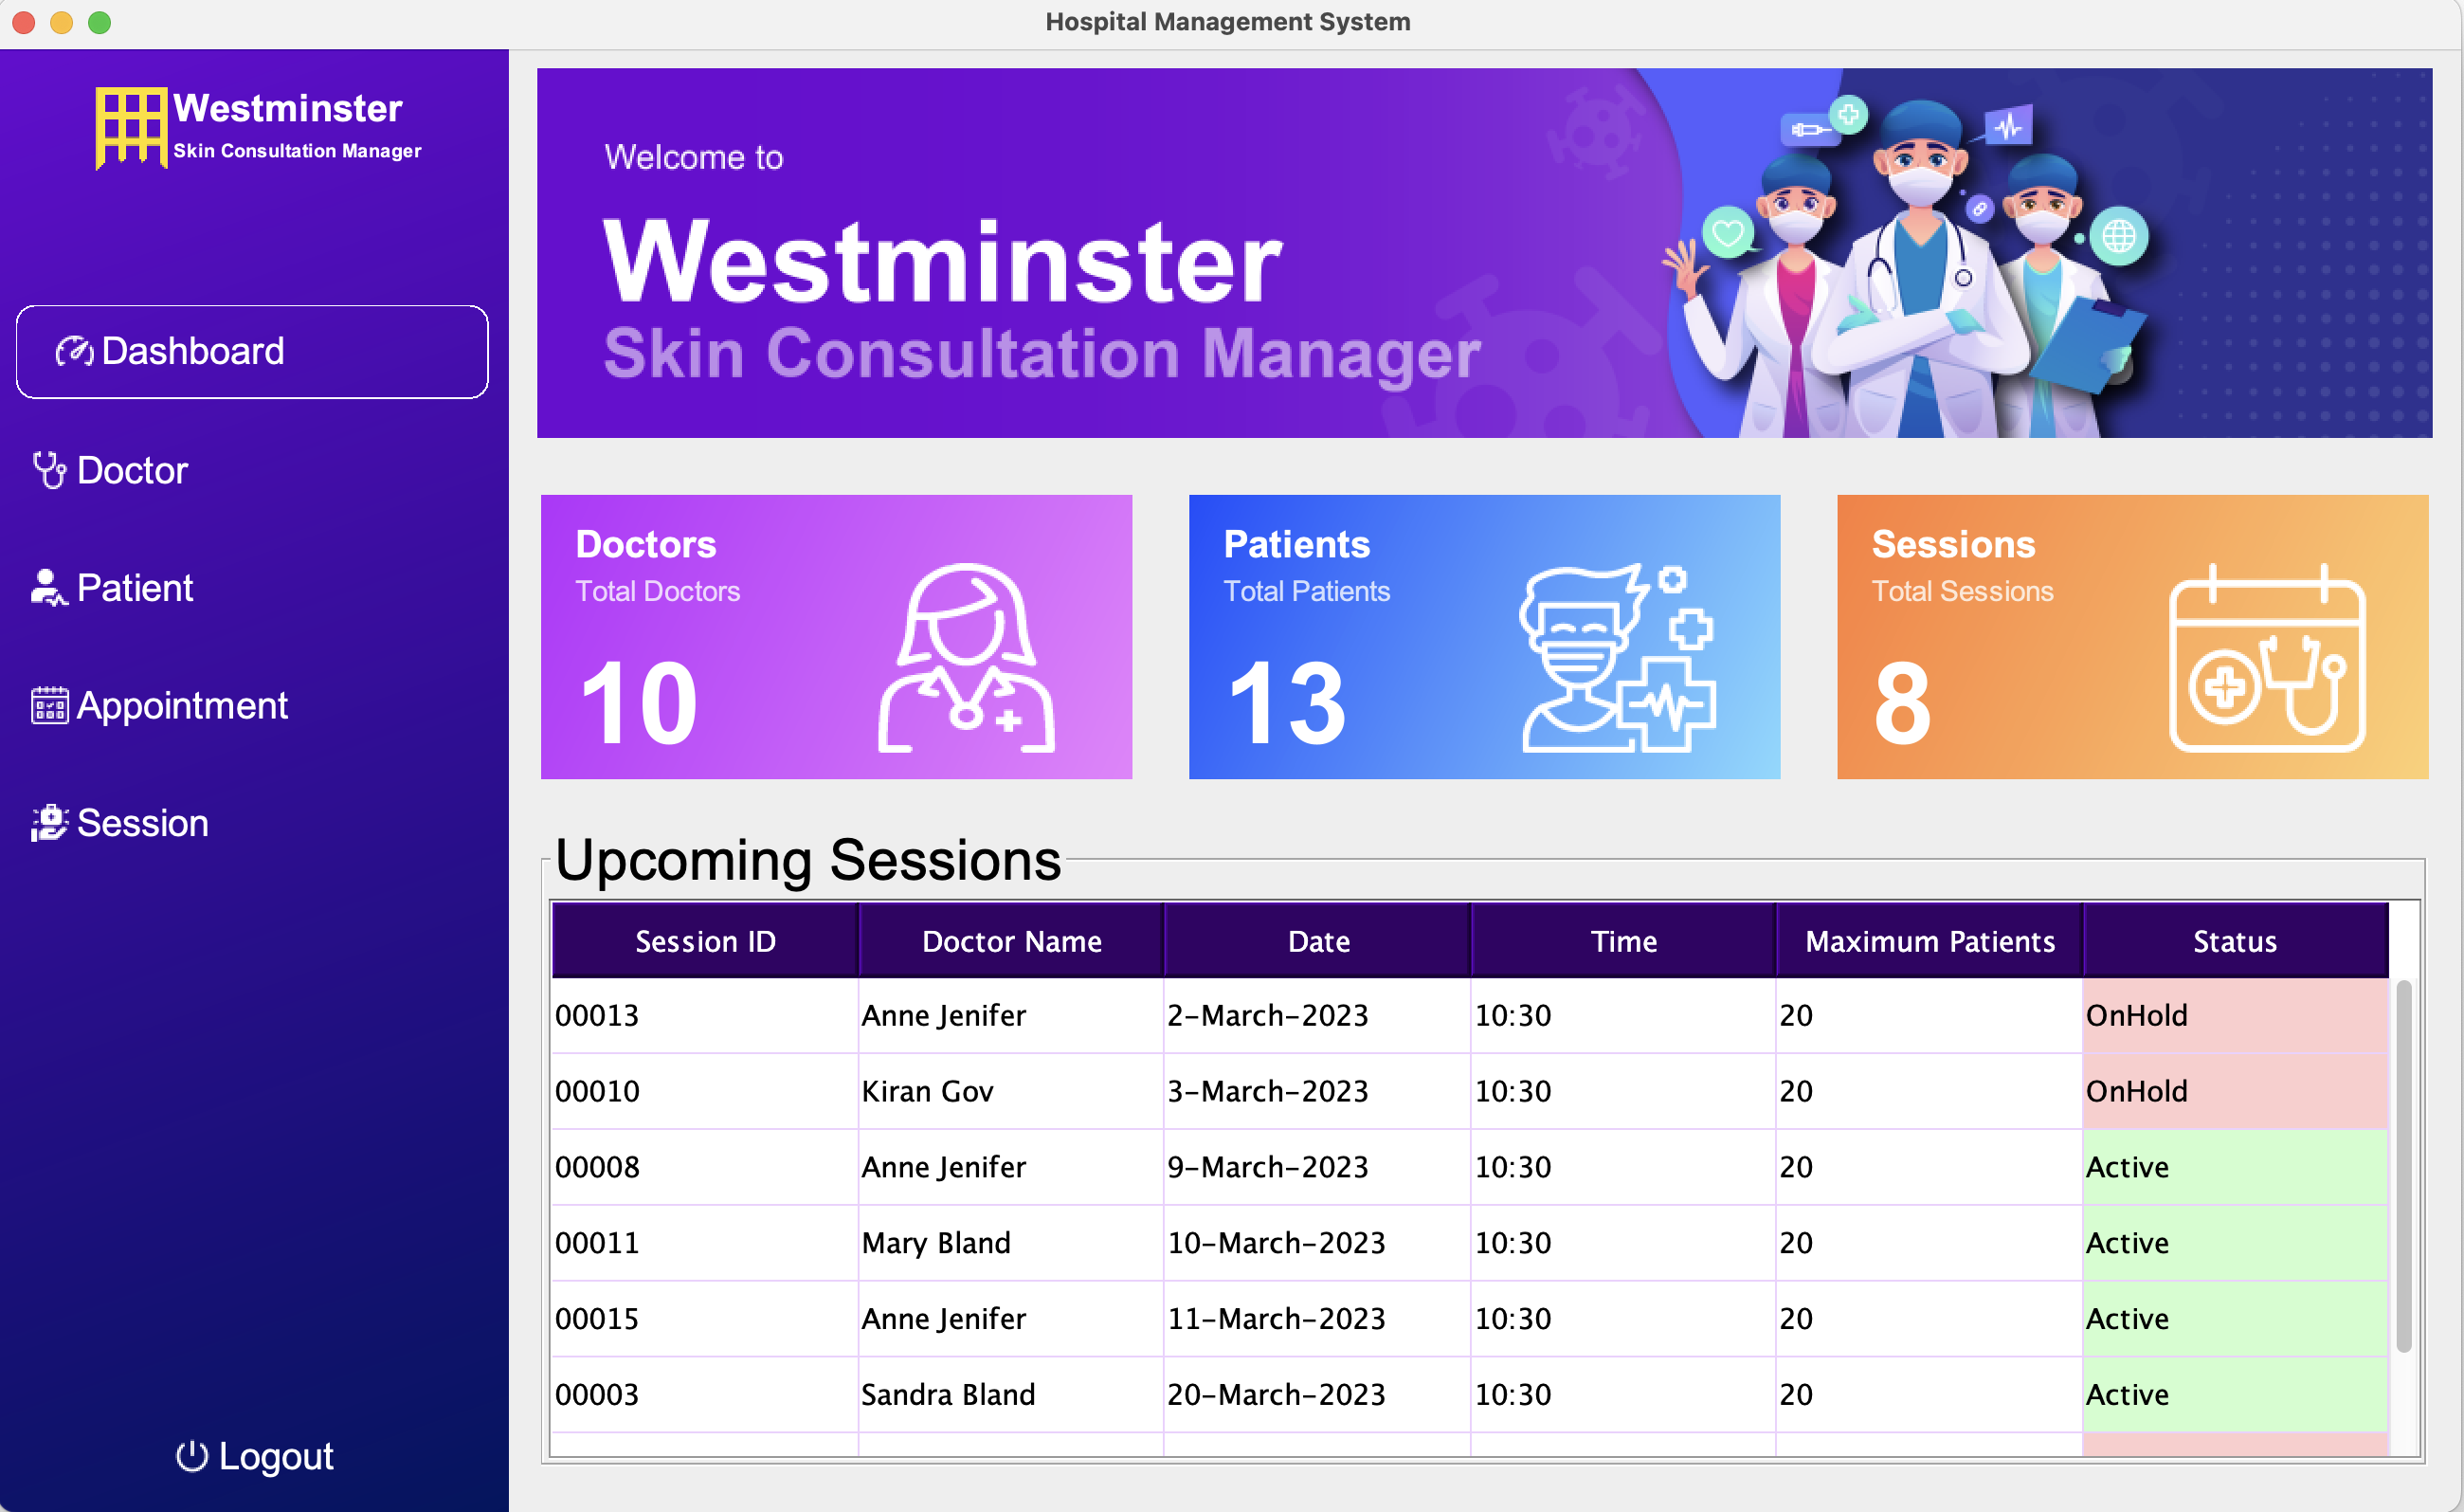 Hospital Management System
Westminster
Skin Consultation Manager
Dashboard
Doctor
Patient
Appointment
Session
Logout
Welcome to
Westminster
Skin Consultation Manager
Doctors
Total Doctors
10
Patients
Total Patients
13
Sessions
Total Sessions
8
Upcoming Sessions
Session ID Doctor Name Date Time Maximum Patients Status
00013 Anne Jenifer 2-March-2023 10:30 20 OnHold
00010 Kiran Gov 3-March-2023 10:30 20 OnHold
00008 Anne Jenifer 9-March-2023 10:30 20 Active
00011 Mary Bland 10-March-2023 10:30 20 Active
00015 Anne Jenifer 11-March-2023 10:30 20 Active
00003 Sandra Bland 20-March-2023 10:30 20 Active